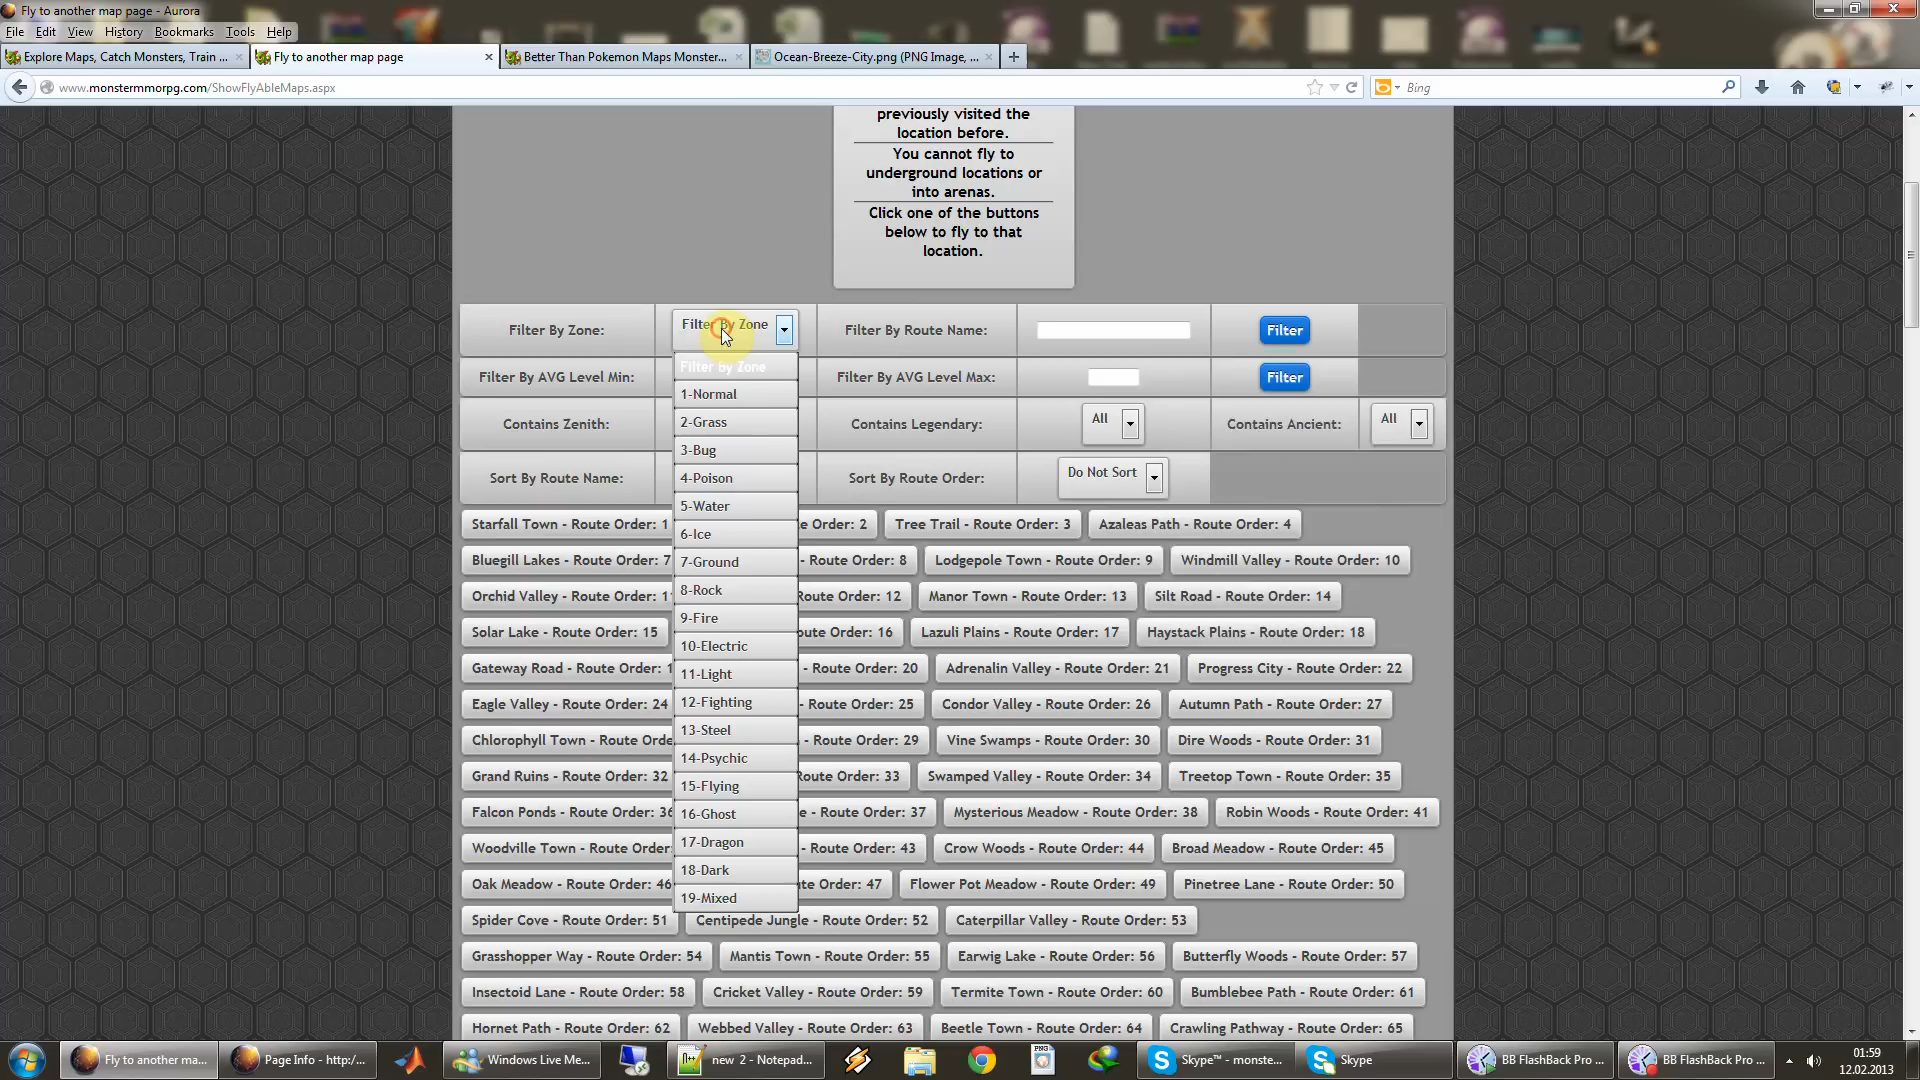 Fly to another map page - Aurora
File Edit View History Bookmarks Tools Help
Explore Maps, Catch Monsters, Train ...
Fly to another map page
Better Than Pokemon Maps Monster...
Ocean-Breeze-City.png (PNG Image, ...
www.monstermmorpg.com/ShowFlyAbleMaps.aspx
Bing
previously visited the
location before.
You cannot fly to
underground locations or
into arenas.
Click one of the buttons
below to fly to that
location.
Filter By Zone: Filter By Zone Filter By Route Name: Filter
Filter by Zone
Filter By AVG Level Min: Filter By AVG Level Max: Filter
1-Normal
2-Grass
Contains Zenith: Contains Legendary: All Contains Ancient: All
3-Bug
4-Poison
Sort By Route Name: Sort By Route Order: Do Not Sort
5-Water
6-Ice
7-Ground
8-Rock
9-Fire
10-Electric
11-Light
12-Fighting
13-Steel
14-Psychic
15-Flying
16-Ghost
17-Dragon
18-Dark
19-Mixed
Starfall Town - Route Order: 1 e Order: 2 Tree Trail - Route Order: 3 Azaleas Path - Route Order: 4
Bluegill Lakes - Route Order: 7 - Route Order: 8 Lodgepole Town - Route Order: 9 Windmill Valley - Route Order: 10
Orchid Valley - Route Order: 1 Route Order: 12 Manor Town - Route Order: 13 Silt Road - Route Order: 14
Solar Lake - Route Order: 15 oute Order: 16 Lazuli Plains - Route Order: 17 Haystack Plains - Route Order: 18
Gateway Road - Route Order: 1 - Route Order: 20 Adrenalin Valley - Route Order: 21 Progress City - Route Order: 22
Eagle Valley - Route Order: 24 - Route Order: 25 Condor Valley - Route Order: 26 Autumn Path - Route Order: 27
Chlorophyll Town - Route Orde - Route Order: 29 Vine Swamps - Route Order: 30 Dire Woods - Route Order: 31
Grand Ruins - Route Order: 32 Route Order: 33 Swamped Valley - Route Order: 34 Treetop Town - Route Order: 35
Falcon Ponds - Route Order: 36 e - Route Order: 37 Mysterious Meadow - Route Order: 38 Robin Woods - Route Order: 41
Woodville Town - Route Order: - Route Order: 43 Crow Woods - Route Order: 44 Broad Meadow - Route Order: 45
Oak Meadow - Route Order: 46 te Order: 47 Flower Pot Meadow - Route Order: 49 Pinetree Lane - Route Order: 50
Spider Cove - Route Order: 51 Centipede Jungle - Route Order: 52 Caterpillar Valley - Route Order: 53
Grasshopper Way - Route Order: 54 Mantis Town - Route Order: 55 Earwig Lake - Route Order: 56 Butterfly Woods - Route Order: 57
Insectoid Lane - Route Order: 58 Cricket Valley - Route Order: 59 Termite Town - Route Order: 60 Bumblebee Path - Route Order: 61
Hornet Path - Route Order: 62 Webbed Valley - Route Order: 63 Beetle Town - Route Order: 64 Crawling Pathway - Route Order: 65
Fly to another ma... Page Info - http:/... Windows Live Me... new 2 - Notepad... Skype™ - monste... Skype BB FlashBack Pro ... BB FlashBack Pro ...
01:59
12.02.2013